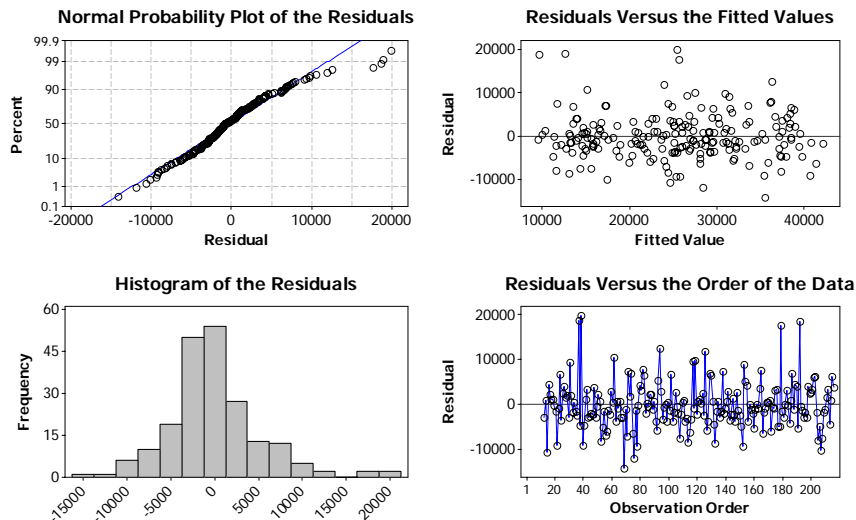 Normal Probability Plot of the Residuals
99.9
99
90
50
10
1
0.1
Percent
-20000 -10000 0 10000 20000
Residual
Residuals Versus the Fitted Values
20000
10000
0
-10000
Residual
10000 20000 30000 40000
Fitted Value
Histogram of the Residuals
60
45
30
15
0
Frequency
-15000 -10000 -5000 0 5000 10000 15000 20000
Residuals Versus the Order of the Data
20000
10000
0
-10000
Residual
1 20 40 60 80 100 120 140 160 180 200
Observation Order